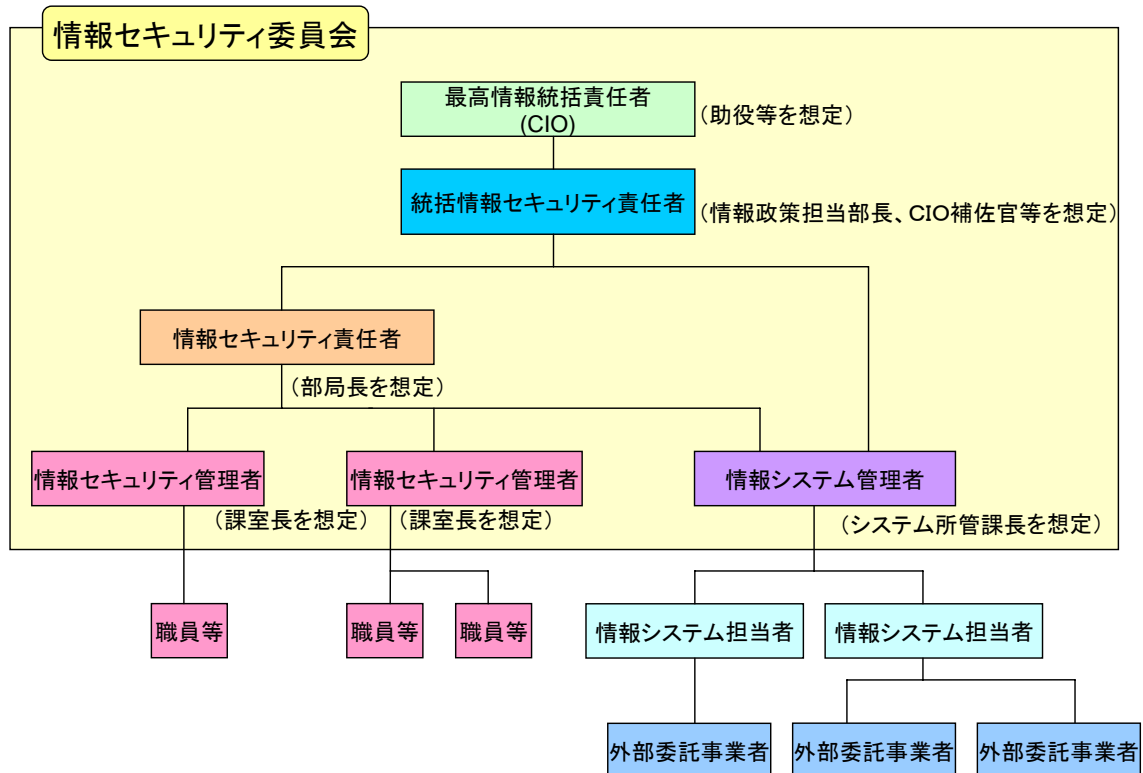 情報セキュリティ委員会
最高情報統括責任者
(CIO)
(助役等を想定)
統括情報セキュリティ責任者
(情報政策担当部長、CIO補佐官等を想定)
情報セキュリティ責任者
(部局長を想定)
情報セキュリティ管理者
情報セキュリティ管理者
情報システム管理者
(課室長を想定)
(課室長を想定)
(システム所管課長を想定)
職員等
職員等
職員等
情報システム担当者
情報システム担当者
外部委託事業者
外部委託事業者
外部委託事業者